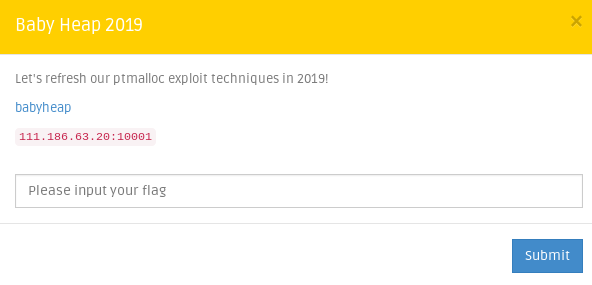 Baby Heap 2019
×
Let's refresh our ptmalloc exploit techniques in 2019!
babyheap
111.186.63.20:10001
Please input your flag
Submit